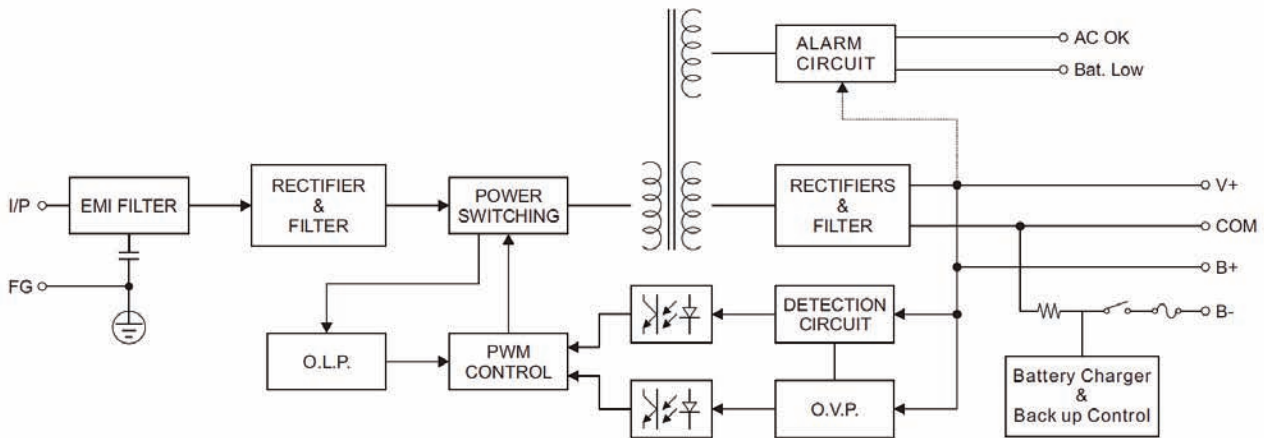 ALARM
CIRCUIT
AC OK
Bat. Low
I/P
EMI FILTER
RECTIFIER
&
FILTER
POWER
SWITCHING
RECTIFIERS
&
FILTER
V+
COM
B+
B-
FG
O.L.P.
PWM
CONTROL
DETECTION
CIRCUIT
O.V.P.
Battery Charger
&
Back up Control